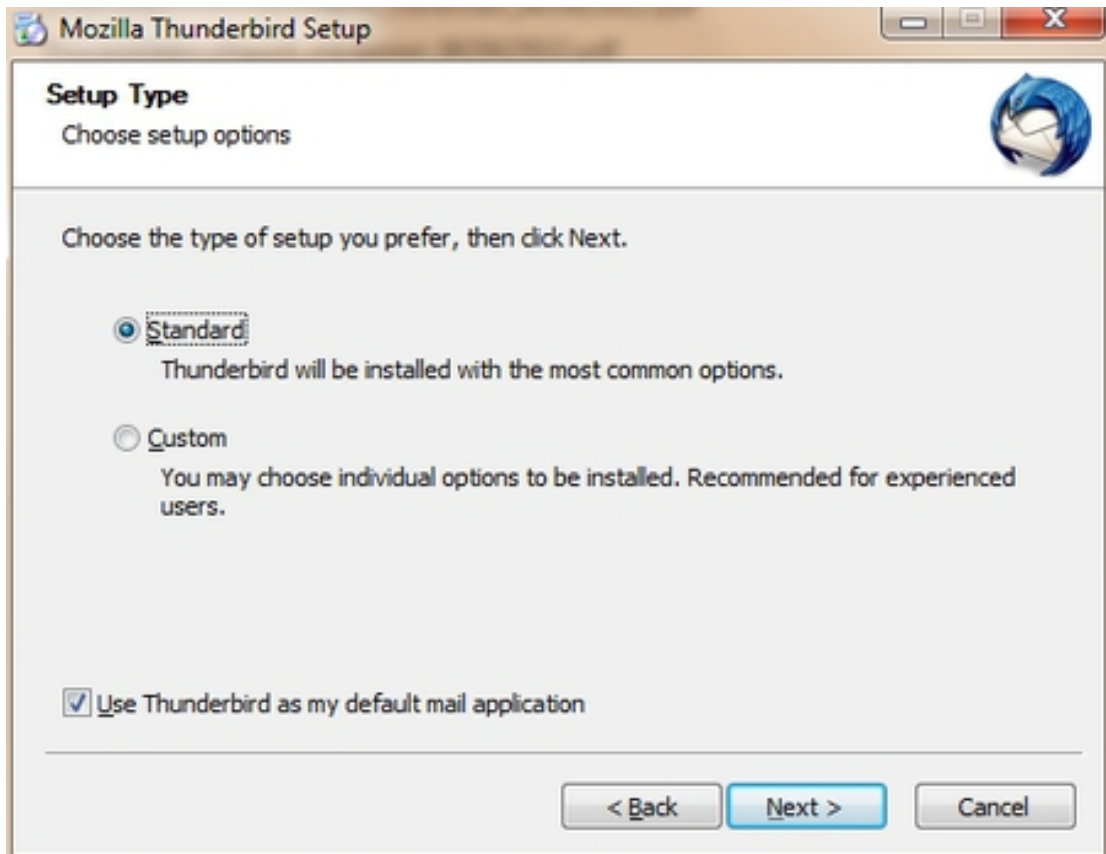 Mozilla Thunderbird Setup
Setup Type
Choose setup options
Choose the type of setup you prefer, then click Next.
Standard
Thunderbird will be installed with the most common options.
Custom
You may choose individual options to be installed. Recommended for experienced
users.
Use Thunderbird as my default mail application
< Back
Next >
Cancel